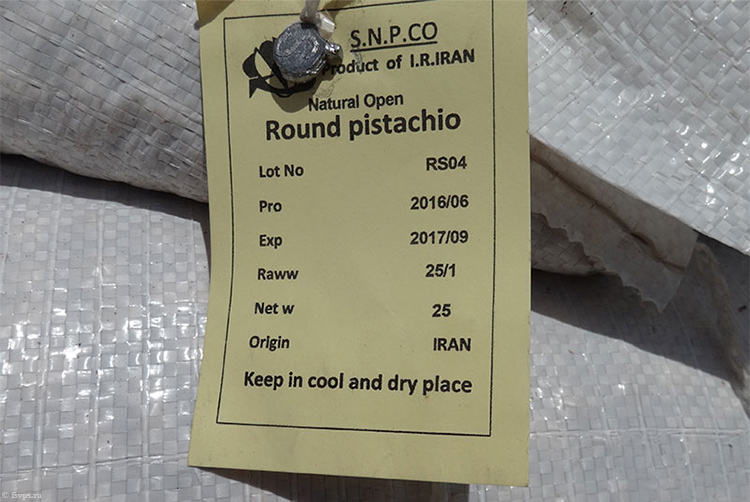 S.N.P.CO
Product of I.R.IRAN
Natural Open
Round pistachio
Lot No RS04
Pro 2016/06
Exp 2017/09
Raww 25/1
Net w 25
Origin IRAN
Keep in cool and dry place